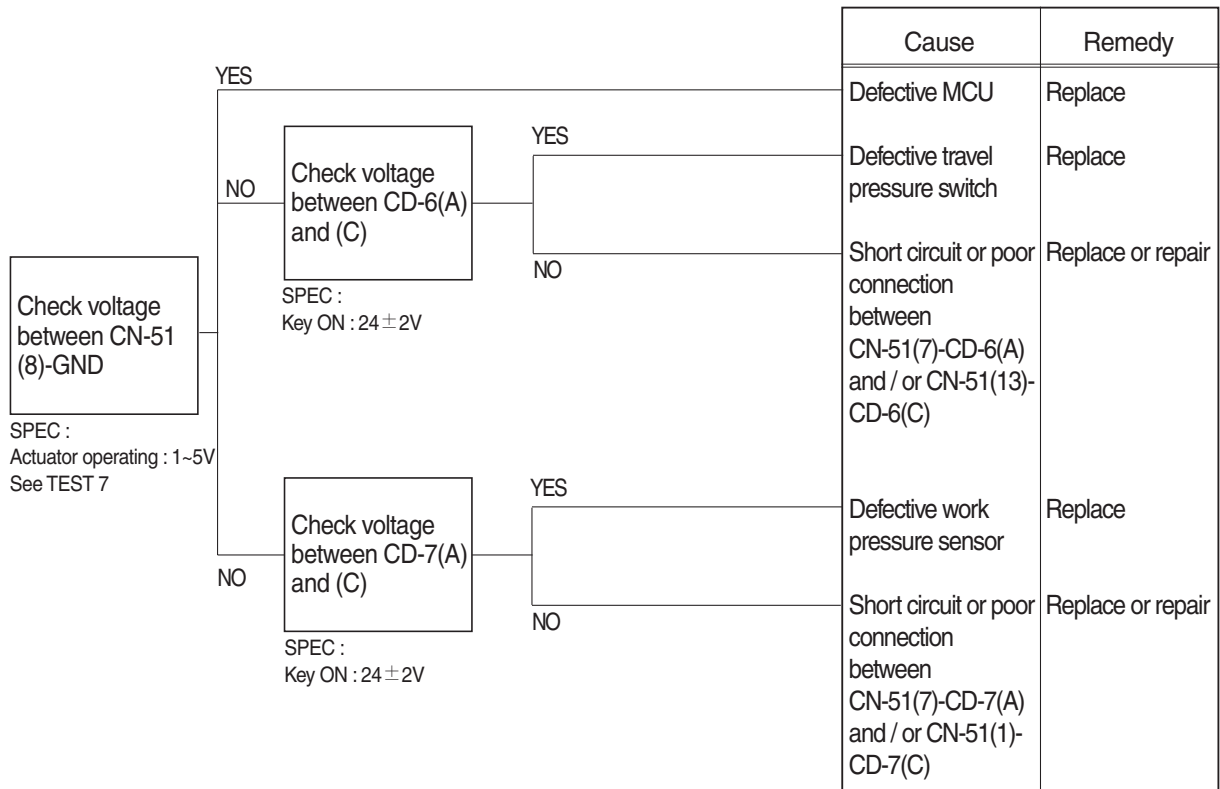 Cause
Remedy
YES
Defective MCU
Replace
YES
Check voltage
between CD-6(A)
and (C)
NO
Defective travel
pressure switch
Replace
NO
Short circuit or poor
connection
between
CN-51(7)-CD-6(A)
and / or CN-51(13)-
CD-6(C)
Replace or repair
SPEC :
Key ON : 24±2V
Check voltage
between CN-51
(8)-GND
SPEC :
Actuator operating : 1~5V
See TEST 7
YES
Check voltage
between CD-7(A)
and (C)
NO
Defective work
pressure sensor
Replace
NO
Short circuit or poor
connection
between
CN-51(7)-CD-7(A)
and / or CN-51(1)-
CD-7(C)
Replace or repair
SPEC :
Key ON : 24±2V